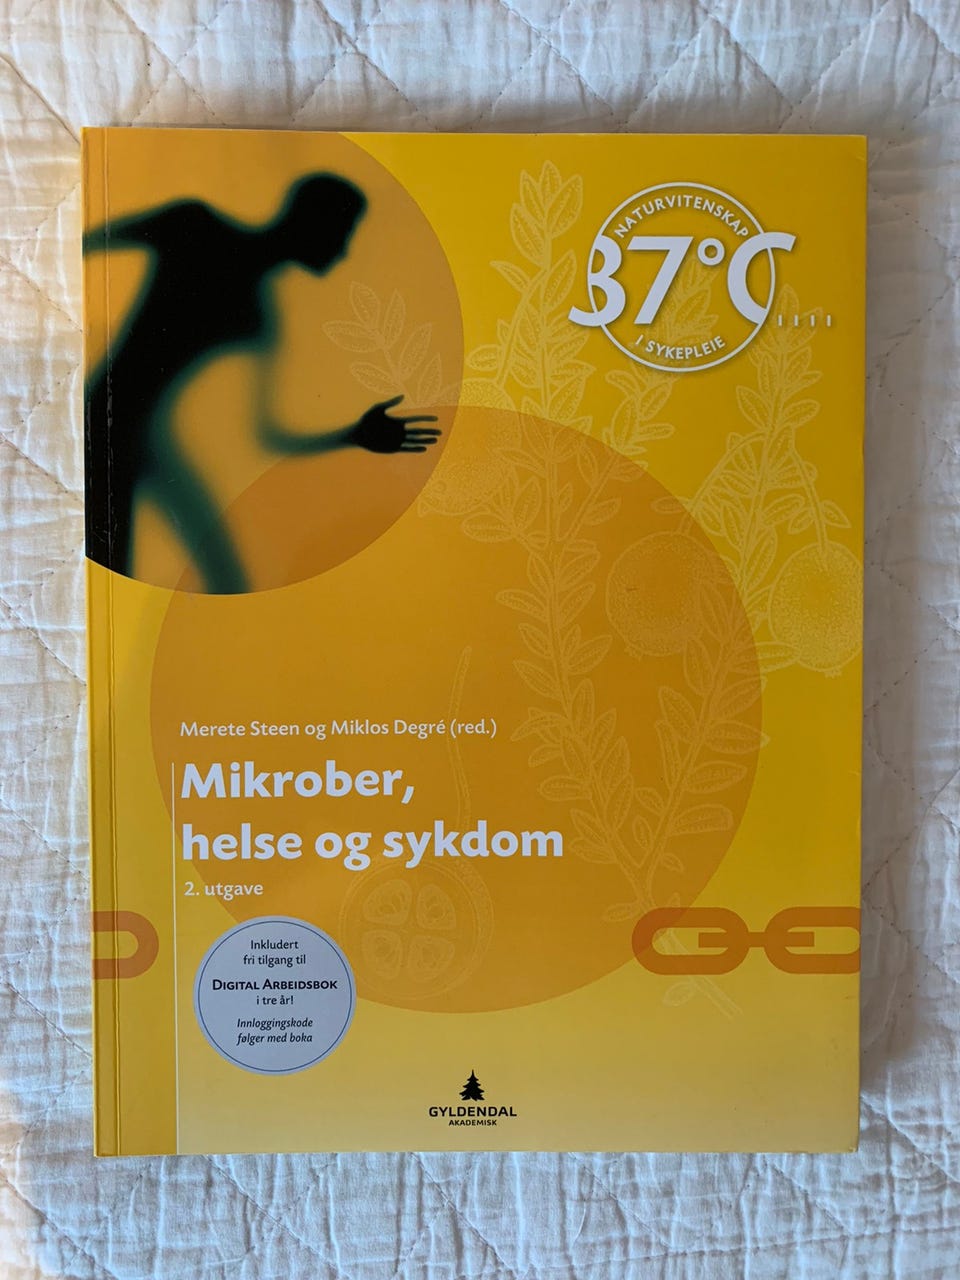 NATURVITENSKAP
37°C
I SYKEPLEIE
Merete Steen og Miklos Degré (red.)
Mikrober,
helse og sykdom
2. utgave
Inkludert
fri tilgang til
DIGITAL ARBEIDSBOK
i tre år!
Innloggingskode
følger med boka
GYLDENDAL
AKADEMISK